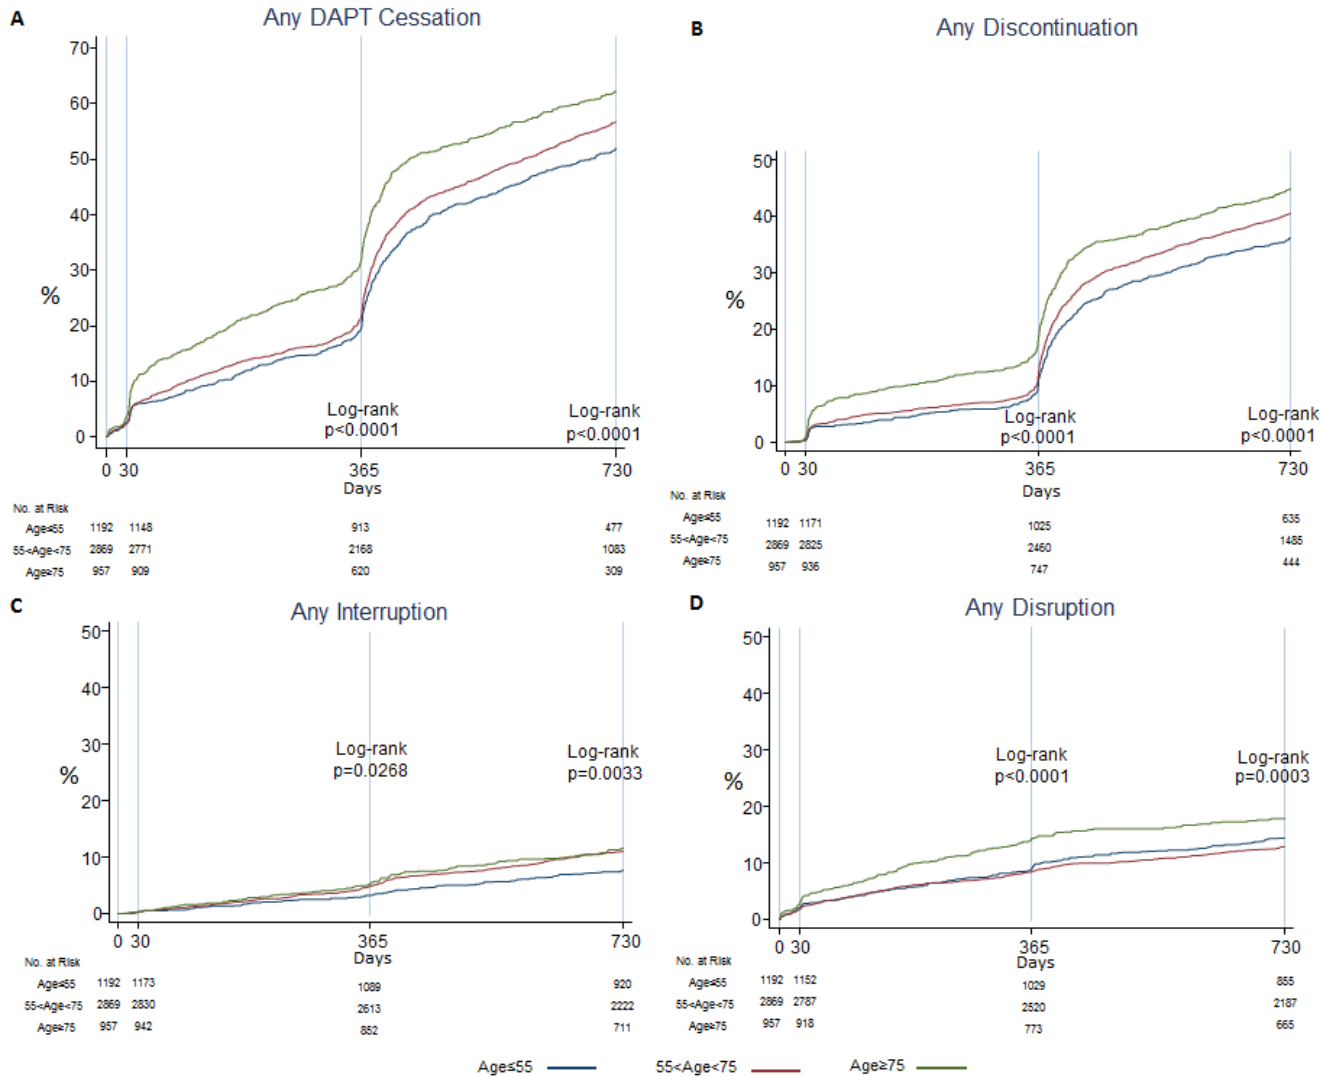 A
Any DAPT Cessation
70
60
50
40
30
20
10
0
%
Log-rank
p<0.0001
Log-rank
p<0.0001
0 30 365 730
Days
No. at Risk
Age≤55 1192 1148 913 477
55<Age<75 2869 2771 2168 1083
Age≥75 957 909 620 309
B
Any Discontinuation
50
40
30
20
10
0
%
Log-rank
p<0.0001
Log-rank
p<0.0001
0 30 365 730
Days
No. at Risk
Age≤55 1192 1171 1025 635
55<Age<75 2869 2825 2460 1485
Age≥75 957 936 747 444
C
Any Interruption
50
40
30
20
10
0
%
Log-rank
p=0.0268
Log-rank
p=0.0033
0 30 365 730
Days
No. at Risk
Age≤55 1192 1173 1089 920
55<Age<75 2869 2830 2613 2222
Age≥75 957 942 852 711
D
Any Disruption
50
40
30
20
10
0
%
Log-rank
p<0.0001
Log-rank
p=0.0003
0 30 365 730
Days
No. at Risk
Age≤55 1192 1152 1029 855
55<Age<75 2869 2787 2520 2187
Age≥75 957 918 773 665
Age≤55 55<Age<75 Age≥75